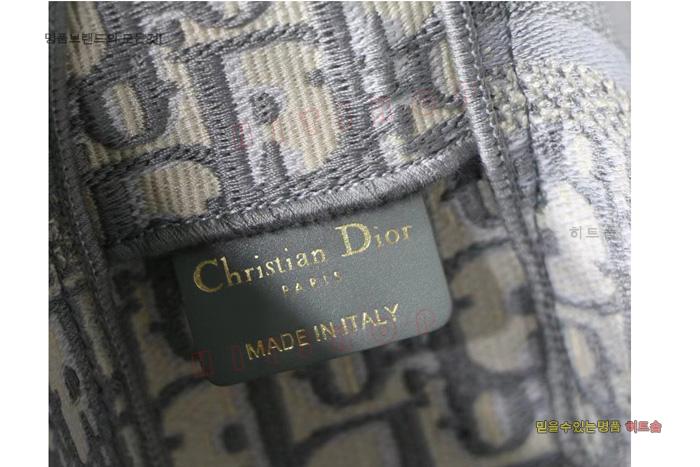 명품브랜드의 모든것!
Christian Dior
PARIS
MADE IN ITALY
히트숍
믿을수있는명품 히트숍